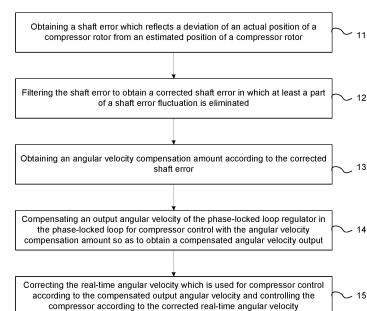 Obtaining a shaft error which reflects a deviation of an actual position of a
compressor rotor from an estimated position of a compressor rotor
11
Filtering the shaft error to obtain a corrected shaft error in which at least a part
of a shaft error fluctuation is eliminated
12
Obtaining an angular velocity compensation amount according to the corrected
shaft error
13
Compensating an output angular velocity of the phase-locked loop regulator in
the phase-locked loop for compressor control with the angular velocity
compensation amount so as to obtain a compensated angular velocity output
14
Correcting the real-time angular velocity which is used for compressor control
according to the compensated output angular velocity and controlling the
compressor according to the corrected real-time angular velocity
15